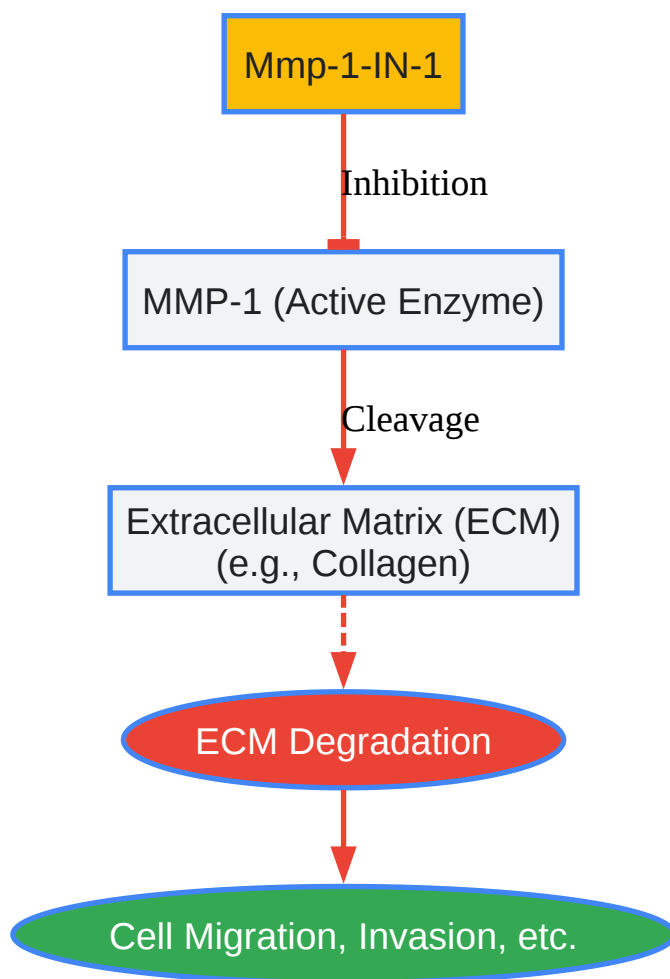 Mmp-1-IN-1
Inhibition
MMP-1 (Active Enzyme)
Cleavage
Extracellular Matrix (ECM)
(e.g., Collagen)
ECM Degradation
Cell Migration, Invasion, etc.